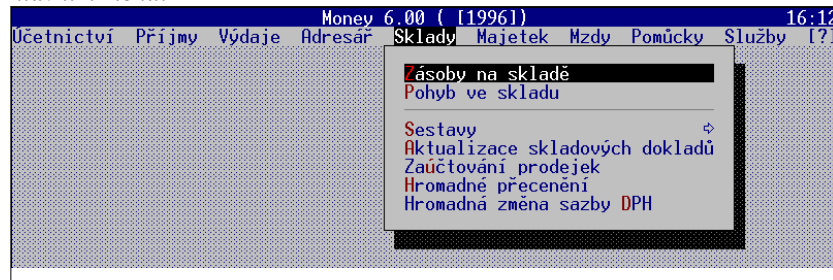 Money 6.00 ( [1996]) 16:12
Účetnictví Příjmy Výdaje Adresář Sklady Majetek Mzdy Pomůcky Služby [?]
Zásoby na skladě
Pohyb ve skladu
Sestavy ⇨
Aktualizace skladových dokladů
Zaúčtování prodejek
Hromadné přecenění
Hromadná změna sazby DPH